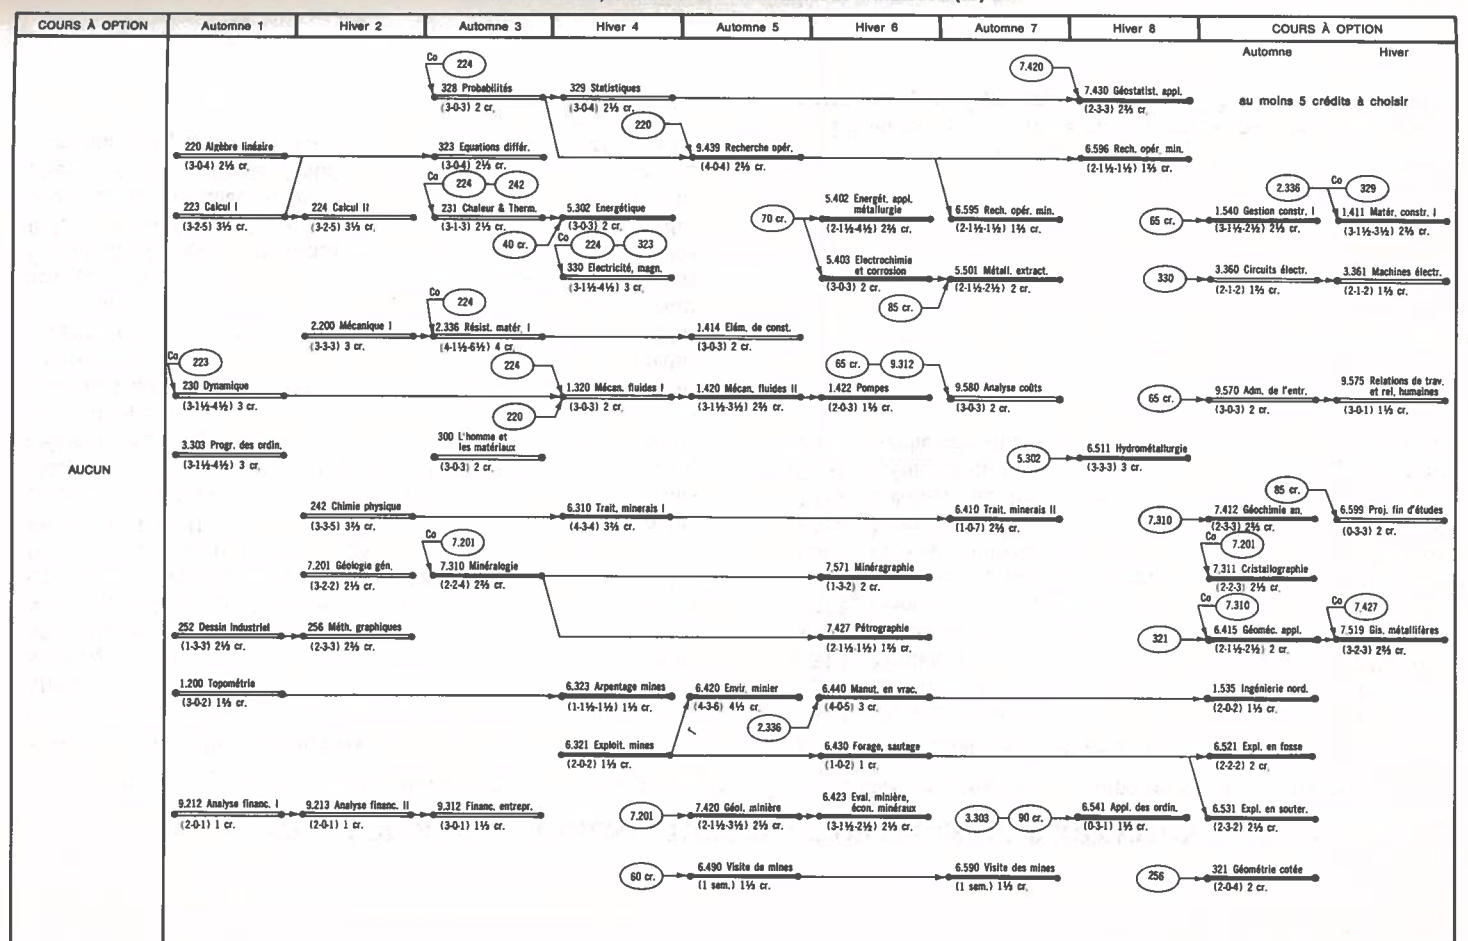 COURS À OPTION
Automne 1
Hiver 2
Automne 3
Hiver 4
Automne 5
Hiver 6
Automne 7
Hiver 8
COURS À OPTION
Automne
Hiver
au moins 5 crédits à choisir
AUCUN
Co
224
328 Probabilités
(3-0-3) 2 cr.
329 Statistiques
(3-0-4) 2⅓ cr.
7.420
7.430 Géostatist. appl.
(2-3-3) 2⅔ cr.
220
220 Algèbre linéaire
(3-0-4) 2⅓ cr.
323 Equations différ.
(3-0-4) 2⅓ cr.
9.439 Recherche opér.
(4-0-4) 2⅔ cr.
6.596 Rech. opér. min.
(2-1½-1½) 1⅔ cr.
Co
224
242
2.336
Co
329
223 Calcul I
(3-2-5) 3⅓ cr.
224 Calcul II
(3-2-5) 3⅓ cr.
231 Chaleur & Therm.
(3-1-3) 2⅓ cr.
5.302 Energétique
(3-0-3) 2 cr.
70 cr.
5.402 Energét. appl.
métallurgie
(2-1½-4½) 2⅔ cr.
6.595 Rech. opér. min.
(2-1½-1½) 1⅔ cr.
65 cr.
1.540 Gestion constr. I
(3-1½-2½) 2⅓ cr.
1.411 Matér. constr. I
(3-1½-3½) 2⅔ cr.
40 cr.
Co
224
323
330 Electricité, magn.
(3-1½-4½) 3 cr.
5.403 Electrochimie
et corrosion
(3-0-3) 2 cr.
5.501 Métall. extract.
(2-1½-2½) 2 cr.
85 cr.
330
3.360 Circuits électr.
(2-1-2) 1⅔ cr.
3.361 Machines électr.
(2-1-2) 1⅔ cr.
Co
224
2.200 Mécanique I
(3-3-3) 3 cr.
2.336 Résist. matér. I
(4-1½-6½) 4 cr.
1.414 Elém. de const.
(3-0-3) 2 cr.
Co
223
224
65 cr.
9.312
230 Dynamique
(3-1½-4½) 3 cr.
1.320 Mécan. fluides I
(3-0-3) 2 cr.
220
1.420 Mécan. fluides II
(3-1½-3½) 2⅔ cr.
1.422 Pompes
(2-0-3) 1⅔ cr.
9.580 Analyse coûts
(3-0-3) 2 cr.
65 cr.
9.570 Adm. de l'entr.
(3-0-3) 2 cr.
9.575 Relations de trav.
et rel. humaines
(3-0-1) 1⅓ cr.
3.303 Progr. des ordin.
(3-1½-4½) 3 cr.
300 L'homme et
les matériaux
(3-0-3) 2 cr.
5.302
6.511 Hydrométallurgie
(3-3-3) 3 cr.
85 cr.
242 Chimie physique
(3-3-5) 3⅔ cr.
6.310 Trait. minerais I
(4-3-4) 3⅔ cr.
6.410 Trait. minerais II
(1-0-7) 2⅔ cr.
7.310
7.412 Géochimie an.
(2-3-3) 2⅔ cr.
6.599 Proj. fin d'études
(0-3-3) 2 cr.
Co
7.201
Co
7.201
7.201 Géologie gén.
(3-2-2) 2⅓ cr.
7.310 Minéralogie
(2-2-4) 2⅔ cr.
7.571 Minéragraphie
(1-3-2) 2 cr.
7.311 Cristallographie
(2-2-3) 2⅓ cr.
Co
7.310
Co
7.427
252 Dessin industriel
(1-3-3) 2⅓ cr.
256 Méth. graphiques
(2-3-3) 2⅔ cr.
7.427 Pétrographie
(2-1½-1½) 1⅔ cr.
321
6.415 Géoméc. appl.
(2-1½-2½) 2 cr.
7.519 Gis. métallifères
(3-2-3) 2⅔ cr.
1.200 Topométrie
(3-0-2) 1⅔ cr.
6.323 Arpentage mines
(1-1½-1½) 1⅓ cr.
6.420 Envir. minier
(4-3-6) 4⅓ cr.
2.336
6.440 Manut. en vrac.
(4-0-5) 3 cr.
1.535 Ingénierie nord.
(2-0-2) 1⅓ cr.
6.321 Exploit. mines
(2-0-2) 1⅓ cr.
6.430 Forage, sautage
(1-0-2) 1 cr.
6.521 Expl. en fosse
(2-2-2) 2 cr.
9.212 Analyse financ. I
(2-0-1) 1 cr.
9.213 Analyse financ. II
(2-0-1) 1 cr.
9.312 Financ. entrepr.
(3-0-1) 1⅓ cr.
7.201
7.420 Géol. minière
(2-1½-3½) 2⅓ cr.
6.423 Eval. minière,
écon. minéraux
(3-1½-2½) 2⅓ cr.
3.303
90 cr.
6.541 Appl. des ordin.
(0-3-1) 1⅓ cr.
6.531 Expl. en souter.
(2-3-2) 2⅓ cr.
60 cr.
6.490 Visite de mines
(1 sem.) 1⅓ cr.
6.590 Visite des mines
(1 sem.) 1⅓ cr.
256
321 Géométrie cotée
(2-0-4) 2 cr.